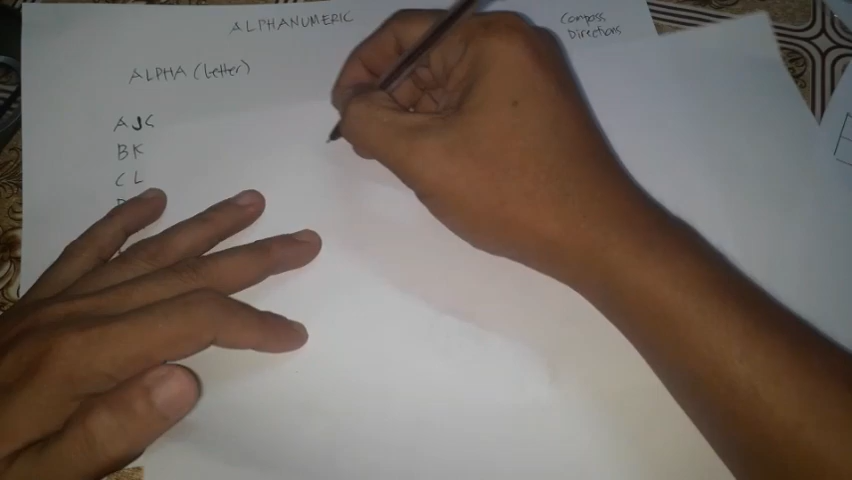 ALPHANUMERIC
Compass
Directions
ALPHA (Letter)
AJS
BK
CL